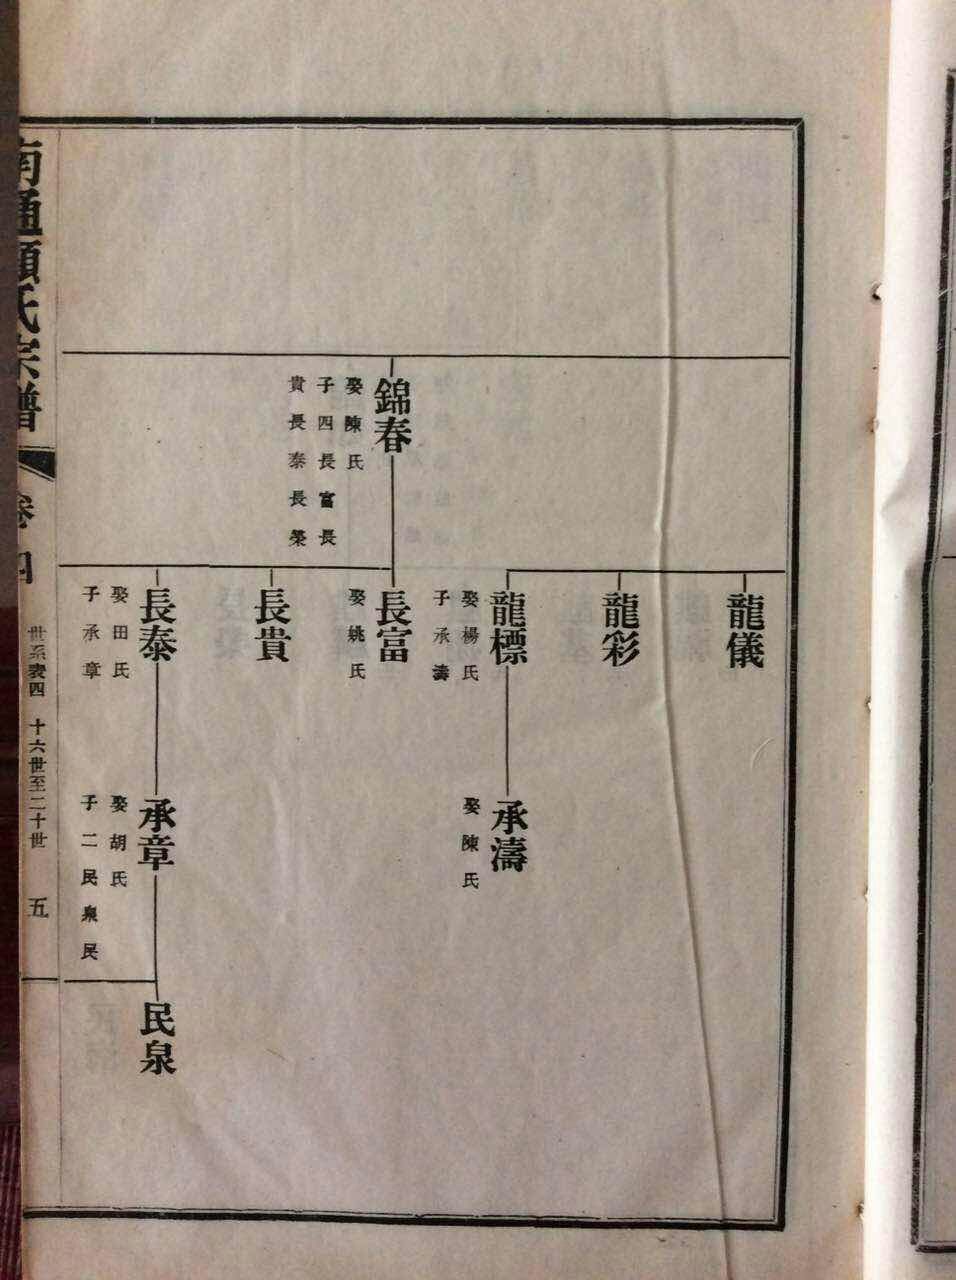 錦春
娶陳氏
子四長富長
貴長泰長榮
龍儀
龍彩
龍標
娶楊氏
子承濤
長富
娶姚氏
長貴
長泰
娶田氏
子承章
承濤
娶陳氏
承章
娶胡氏
子二民泉民
民泉
南通顧氏宗譜
卷四
世系表四 十六世至二十世
五